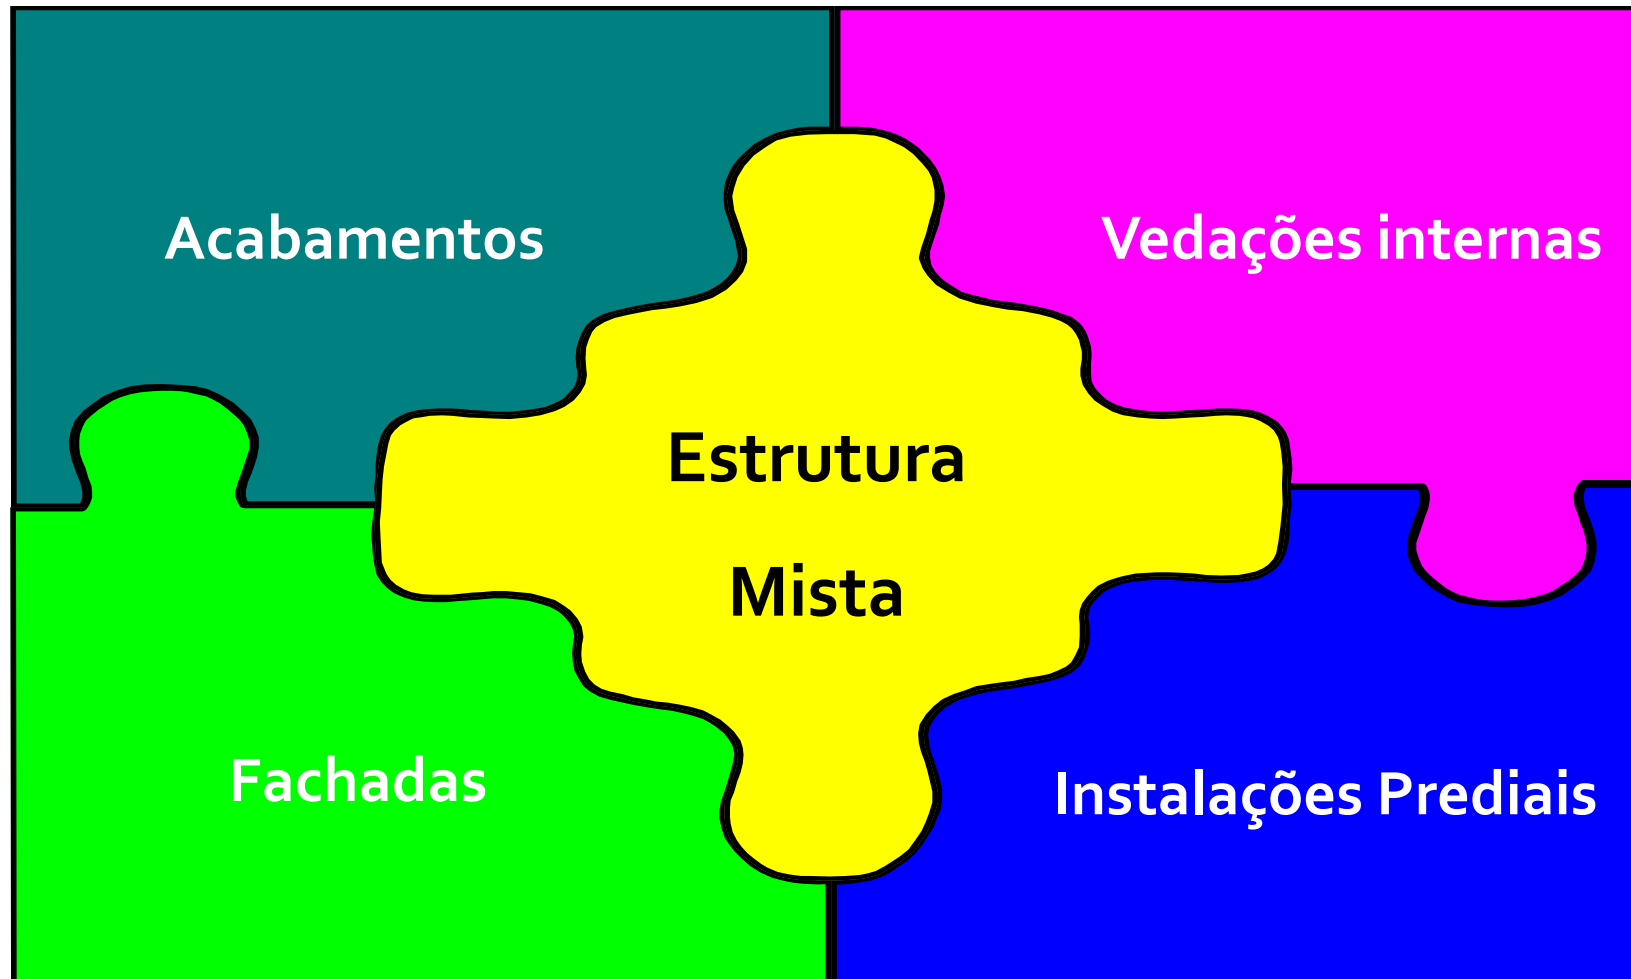 Acabamentos
Vedações internas
Estrutura
Mista
Fachadas
Instalações Prediais